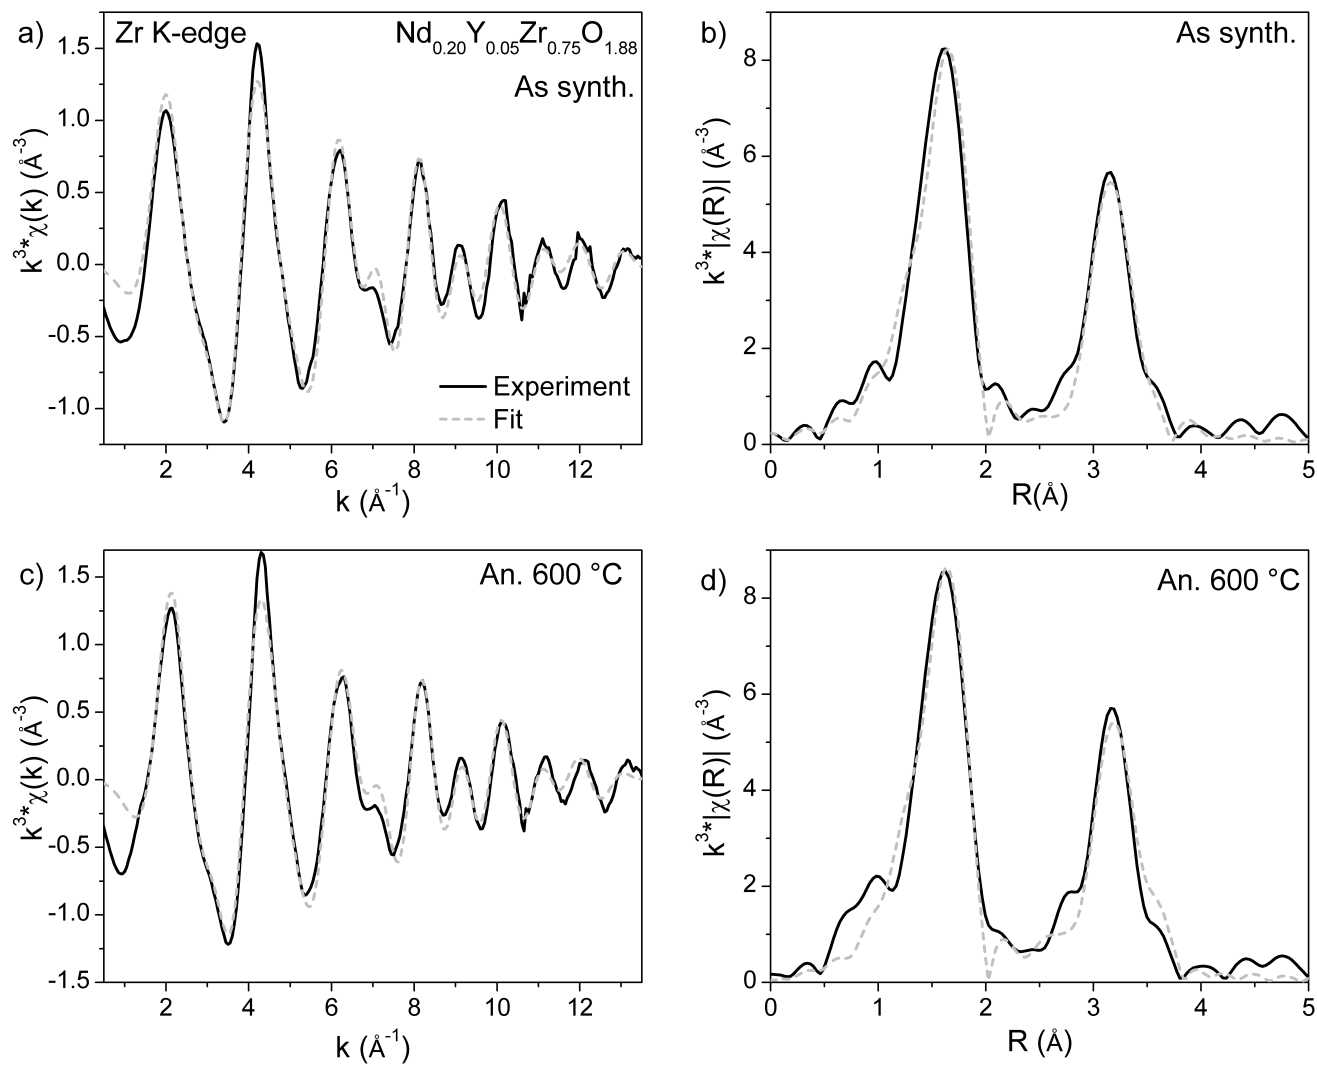 a) Zr K-edge Nd0.20Y0.05Zr0.75O1.88
As synth.
1.5
1.0
0.5
0.0
-0.5
-1.0
k3*χ(k) (Å-3)
Experiment
Fit
2 4 6 8 10 12
k (Å-1)
b) As synth.
8
6
4
2
0
k3*|χ(R)| (Å-3)
0 1 2 3 4 5
R(Å)
c) An. 600 °C
1.5
1.0
0.5
0.0
-0.5
-1.0
-1.5
k3*χ(k) (Å-3)
2 4 6 8 10 12
k (Å-1)
d) An. 600 °C
8
6
4
2
0
k3*|χ(R)| (Å-3)
0 1 2 3 4 5
R (Å)